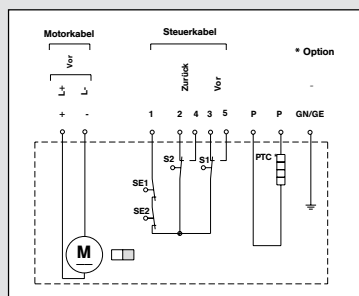 Motorkabel Steuerkabel
* Option
Vor Zurück Vor
L+ L- -
+ - 1 2 4 3 5 P P GN/GE
S2 S1 PTC *
SE1
SE2
M